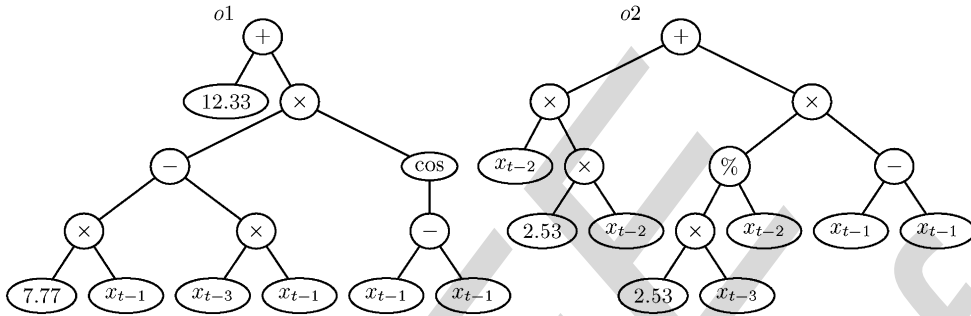 o1 o2
+ +
12.33 × × ×
− cos x_{t−2} × % −
× × − 2.53 x_{t−2} × x_{t−2} x_{t−1} x_{t−1}
7.77 x_{t−1} x_{t−3} x_{t−1} x_{t−1} x_{t−1} 2.53 x_{t−3}